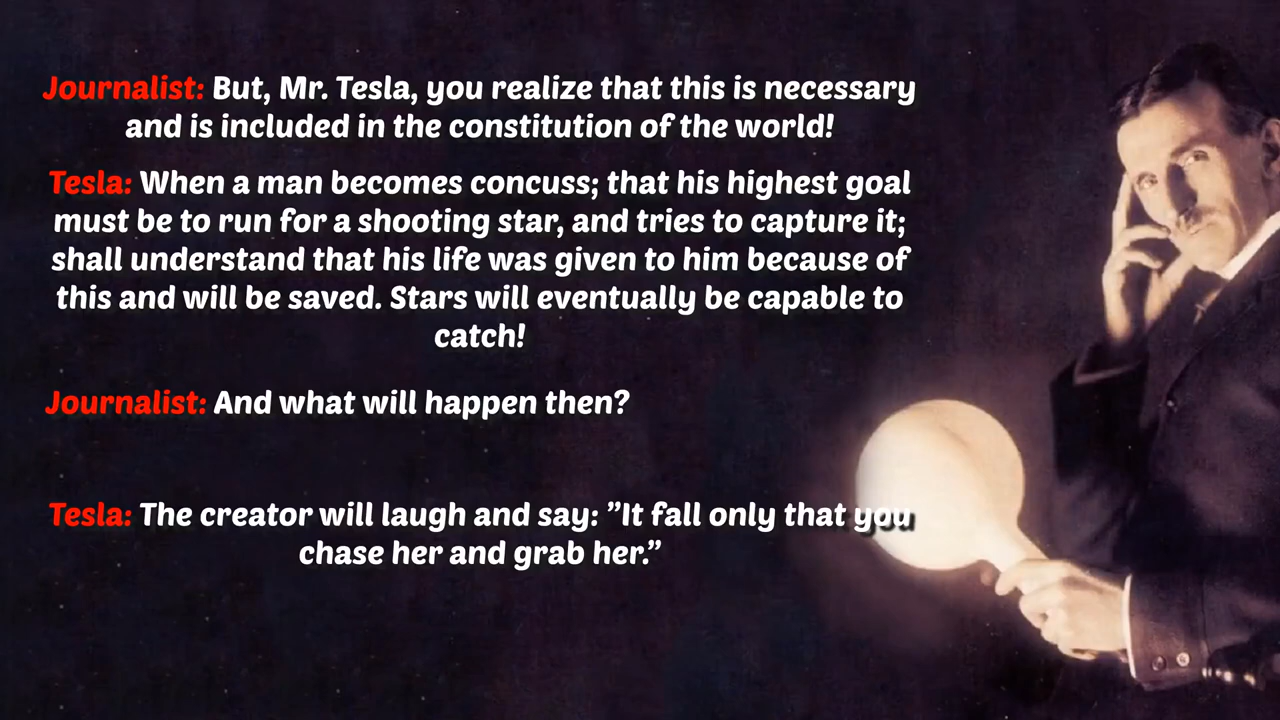 Journalist: But, Mr. Tesla, you realize that this is necessary
and is included in the constitution of the world!
Tesla: When a man becomes concuss; that his highest goal
must be to run for a shooting star, and tries to capture it;
shall understand that his life was given to him because of
this and will be saved. Stars will eventually be capable to
catch!
Journalist: And what will happen then?
Tesla: The creator will laugh and say: ”It fall only that you
chase her and grab her.”